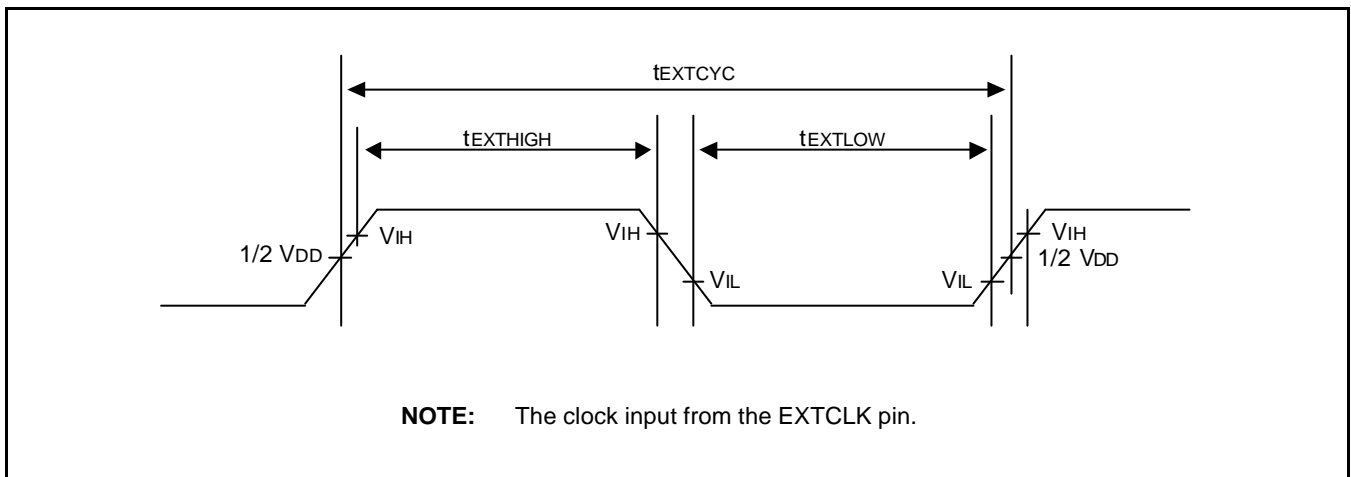 tEXTCYC
tEXTHIGH
tEXTLOW
VIH
VIH
VIH
1/2 VDD
1/2 VDD
VIL
VIL
NOTE: The clock input from the EXTCLK pin.